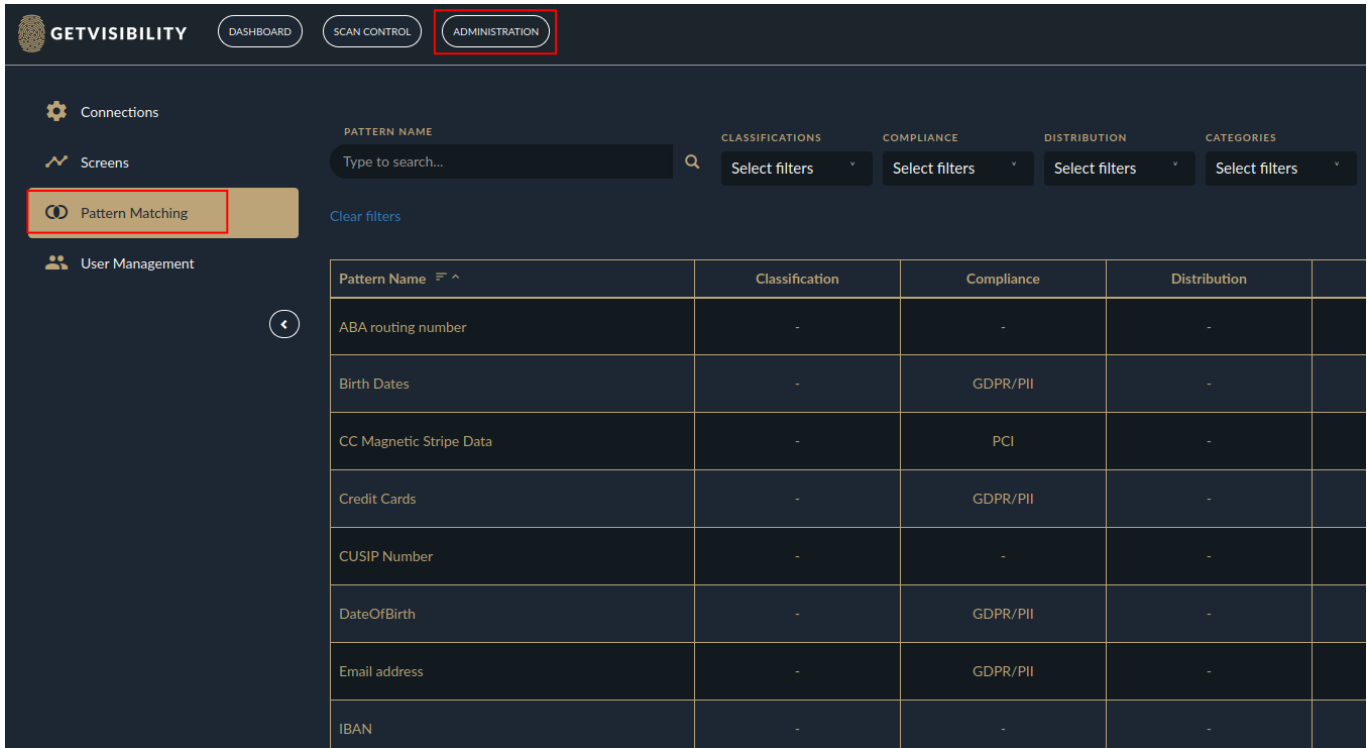 GETVISIBILITY DASHBOARD SCAN CONTROL ADMINISTRATION
Connections
Screens
Pattern Matching
User Management
PATTERN NAME CLASSIFICATIONS COMPLIANCE DISTRIBUTION CATEGORIES
Type to search... Select filters Select filters Select filters Select filters
Clear filters
Pattern Name Classification Compliance Distribution
ABA routing number - - -
Birth Dates - GDPR/PII -
CC Magnetic Stripe Data - PCI -
Credit Cards - GDPR/PII -
CUSIP Number - - -
DateOfBirth - GDPR/PII -
Email address - GDPR/PII -
IBAN - - -